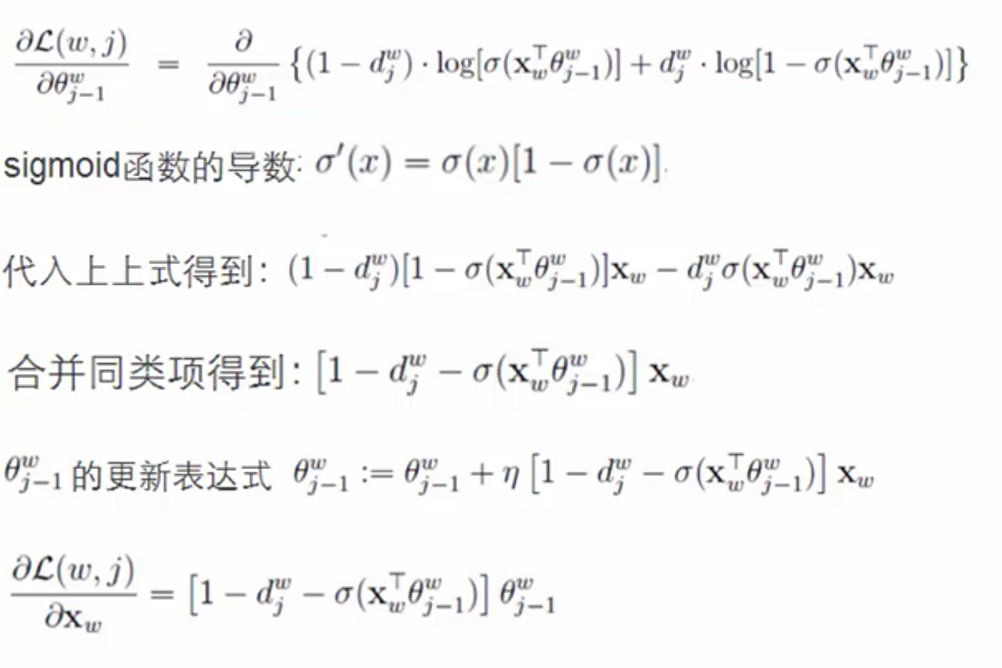 ∂ℒ(w, j)/∂θ^w_{j−1} = ∂/∂θ^w_{j−1} {(1 − d^w_j) · log[σ(𝐱_w^⊤θ^w_{j−1})] + d^w_j · log[1 − σ(𝐱_w^⊤θ^w_{j−1})]}
sigmoid函数的导数: σ′(x) = σ(x)[1 − σ(x)].
代入上上式得到：(1 − d^w_j)[1 − σ(𝐱_w^⊤θ^w_{j−1})]𝐱_w − d^w_jσ(𝐱_w^⊤θ^w_{j−1})𝐱_w
合并同类项得到：[1 − d^w_j − σ(𝐱_w^⊤θ^w_{j−1})] 𝐱_w
θ^w_{j−1} 的更新表达式 θ^w_{j−1} := θ^w_{j−1} + η [1 − d^w_j − σ(𝐱_w^⊤θ^w_{j−1})] 𝐱_w
∂ℒ(w, j)/∂𝐱_w = [1 − d^w_j − σ(𝐱_w^⊤θ^w_{j−1})] θ^w_{j−1}